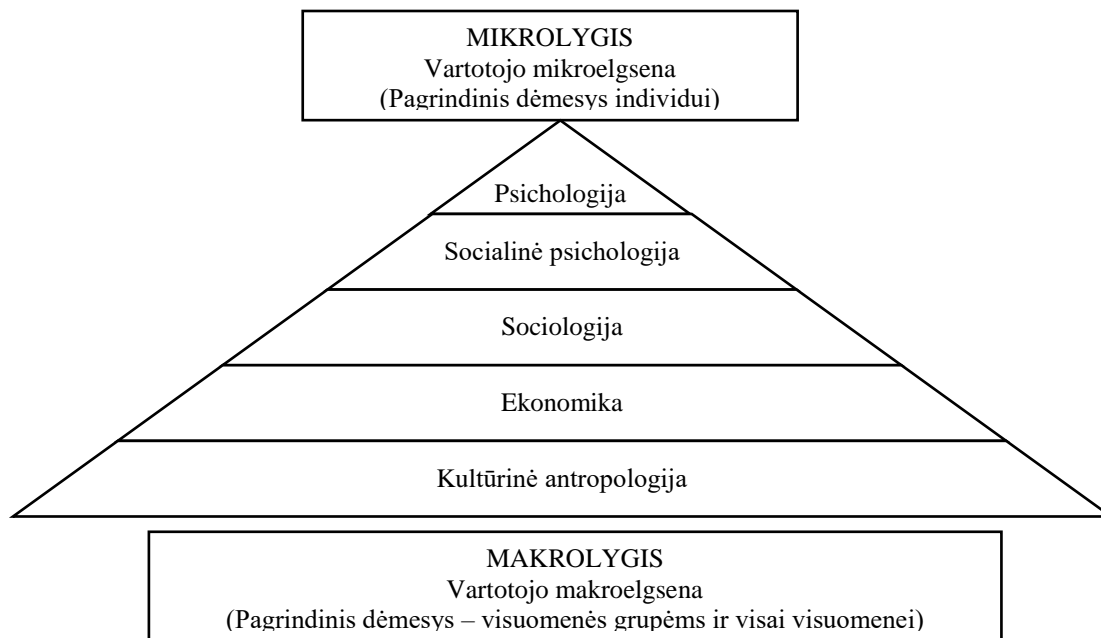 MIKROLYGIS
Vartotojo mikroelgsena
(Pagrindinis dėmesys individui)
Psichologija
Socialinė psichologija
Sociologija
Ekonomika
Kultūrinė antropologija
MAKROLYGIS
Vartotojo makroelgsena
(Pagrindinis dėmesys – visuomenės grupėms ir visai visuomenei)